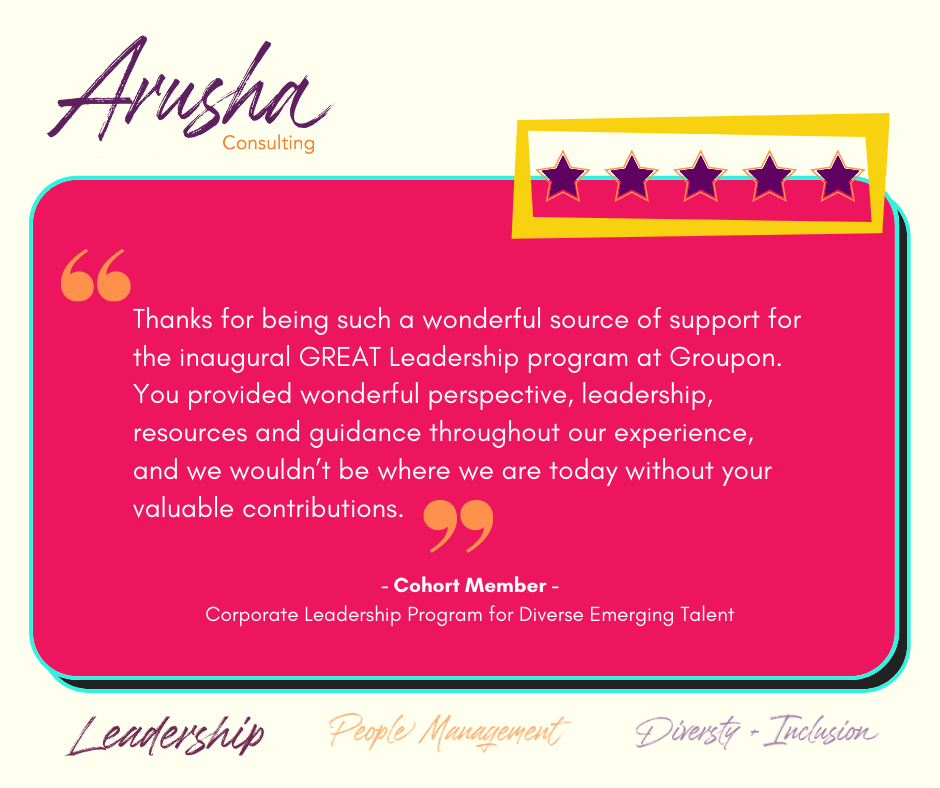 Arusha
Consulting
“
Thanks for being such a wonderful source of support for
the inaugural GREAT Leadership program at Groupon.
You provided wonderful perspective, leadership,
resources and guidance throughout our experience,
and we wouldn’t be where we are today without your
valuable contributions. ”
- Cohort Member -
Corporate Leadership Program for Diverse Emerging Talent
Leadership People Management Diversty + Inclusion